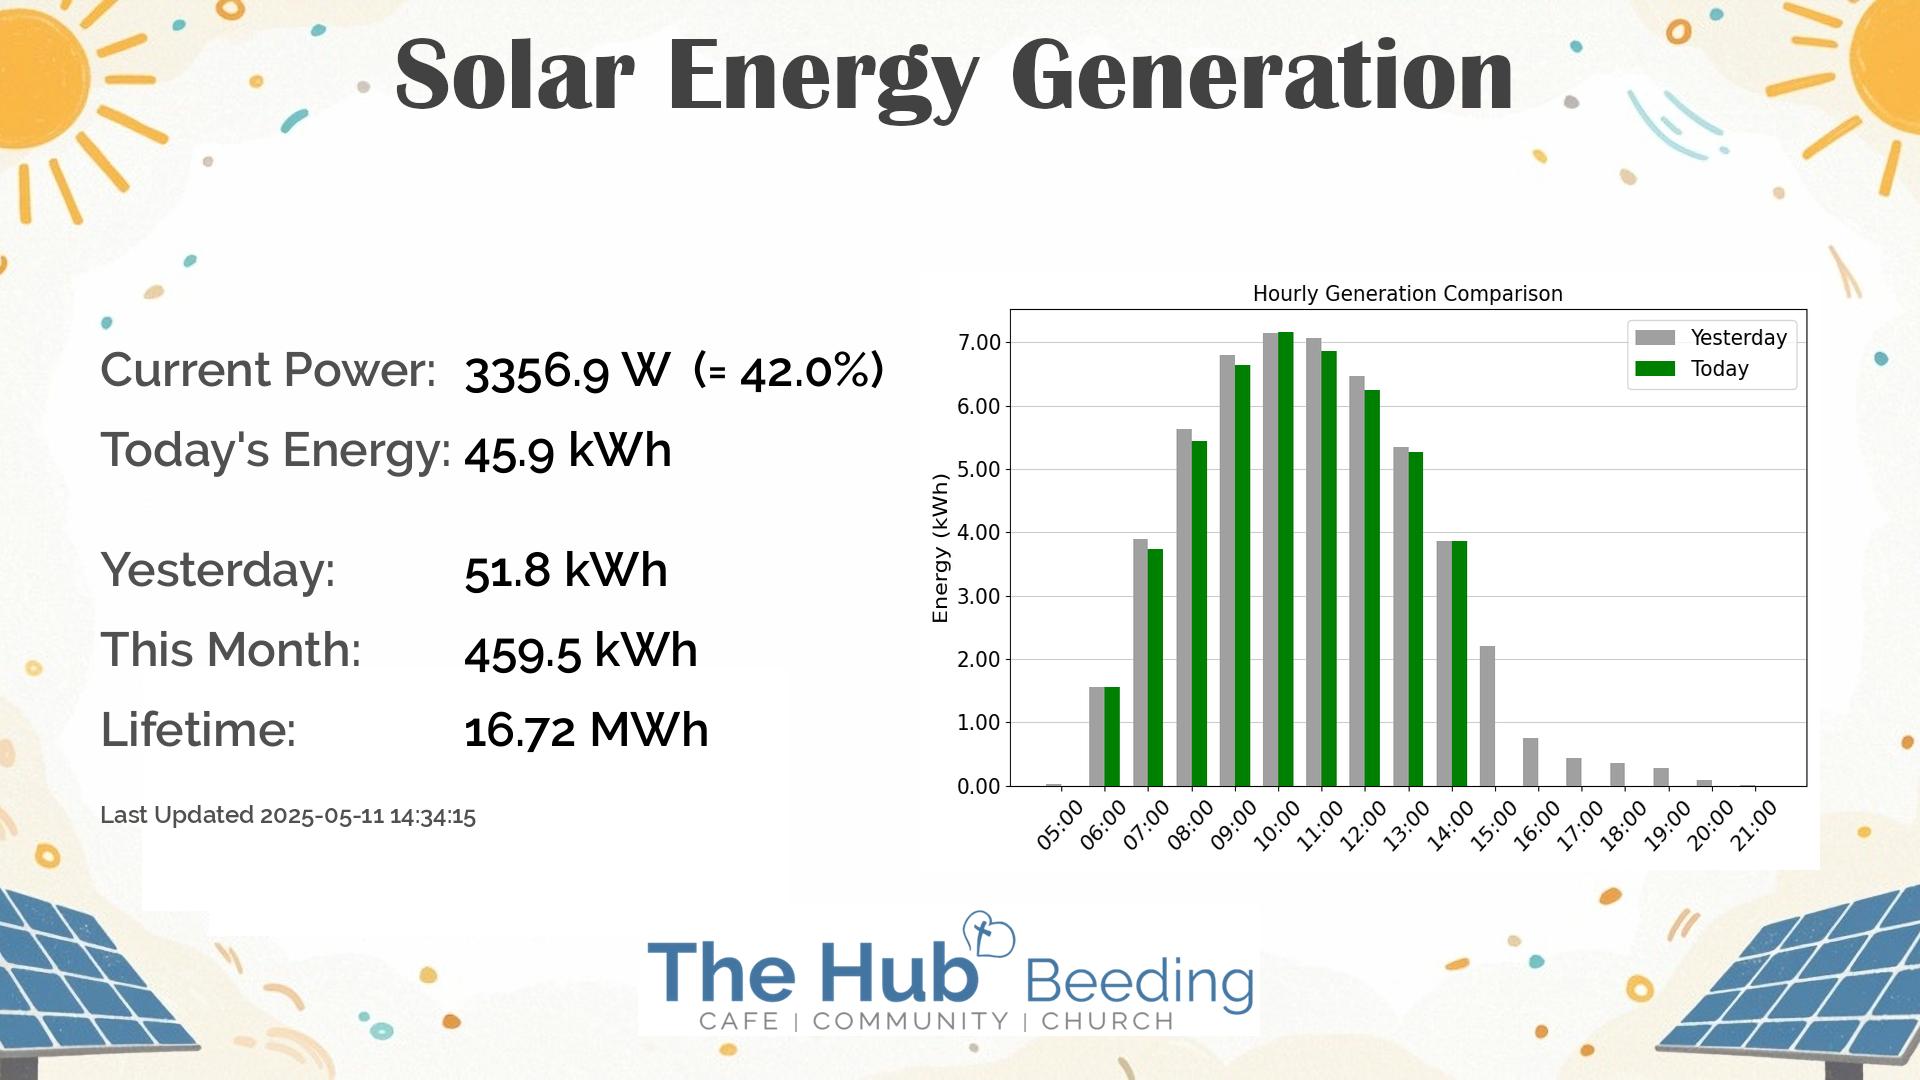 Solar Energy Generation
Current Power: 3356.9 W (= 42.0%)
Today's Energy: 45.9 kWh
Yesterday: 51.8 kWh
This Month: 459.5 kWh
Lifetime: 16.72 MWh
Last Updated 2025-05-11 14:34:15
Hourly Generation Comparison
Yesterday
Today
Energy (kWh)
7.00
6.00
5.00
4.00
3.00
2.00
1.00
0.00
05:00 06:00 07:00 08:00 09:00 10:00 11:00 12:00 13:00 14:00 15:00 16:00 17:00 18:00 19:00 20:00 21:00
The Hub Beeding
CAFE | COMMUNITY | CHURCH